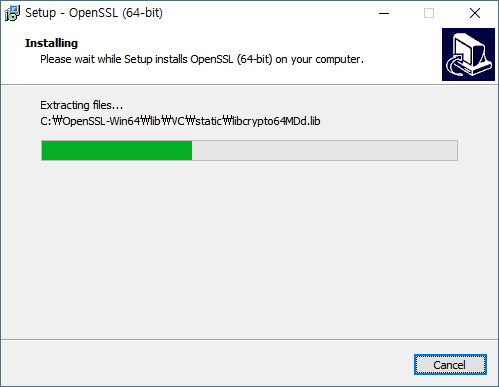 Setup - OpenSSL (64-bit)
Installing
Please wait while Setup installs OpenSSL (64-bit) on your computer.
Extracting files...
C:₩OpenSSL-Win64₩lib₩VC₩static₩libcrypto64MDd.lib
Cancel